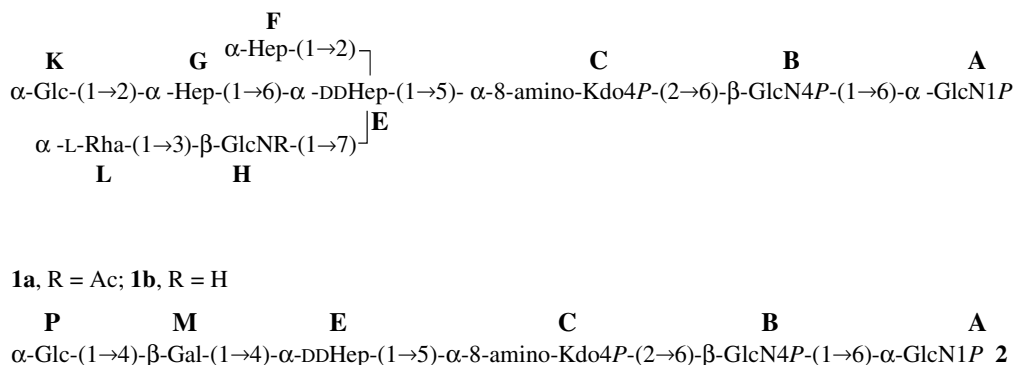 F
α-Hep-(1→2)
K G C B A
α-Glc-(1→2)-α -Hep-(1→6)-α -DDHep-(1→5)- α-8-amino-Kdo4P-(2→6)-β-GlcN4P-(1→6)-α -GlcN1P
E
α -L-Rha-(1→3)-β-GlcNR-(1→7)
L H
1a, R = Ac; 1b, R = H
P M E C B A
α-Glc-(1→4)-β-Gal-(1→4)-α-DDHep-(1→5)-α-8-amino-Kdo4P-(2→6)-β-GlcN4P-(1→6)-α-GlcN1P 2